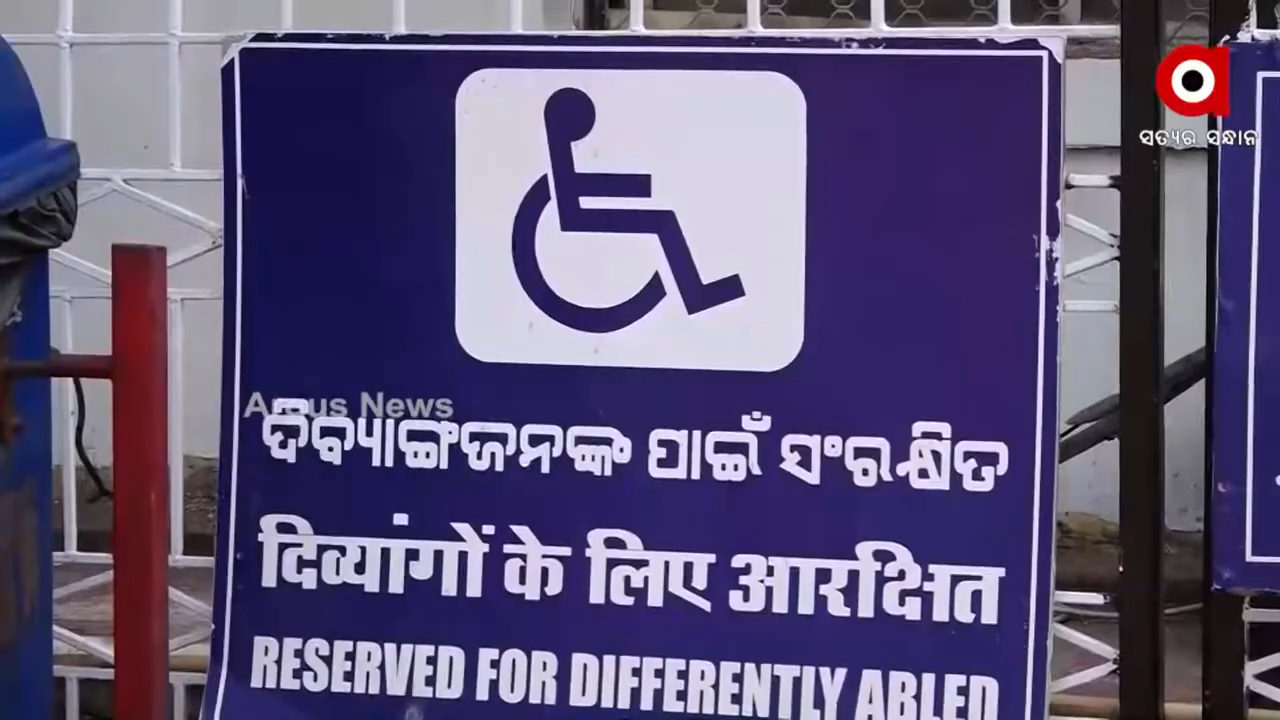 ସତ୍ୟର ସନ୍ଧାନ
Argus News
ଦିବ୍ୟାଙ୍ଗଜନଙ୍କ ପାଇଁ ସଂରକ୍ଷିତ
दिव्यांगों के लिए आरक्षित
RESERVED FOR DIFFERENTLY ABLED